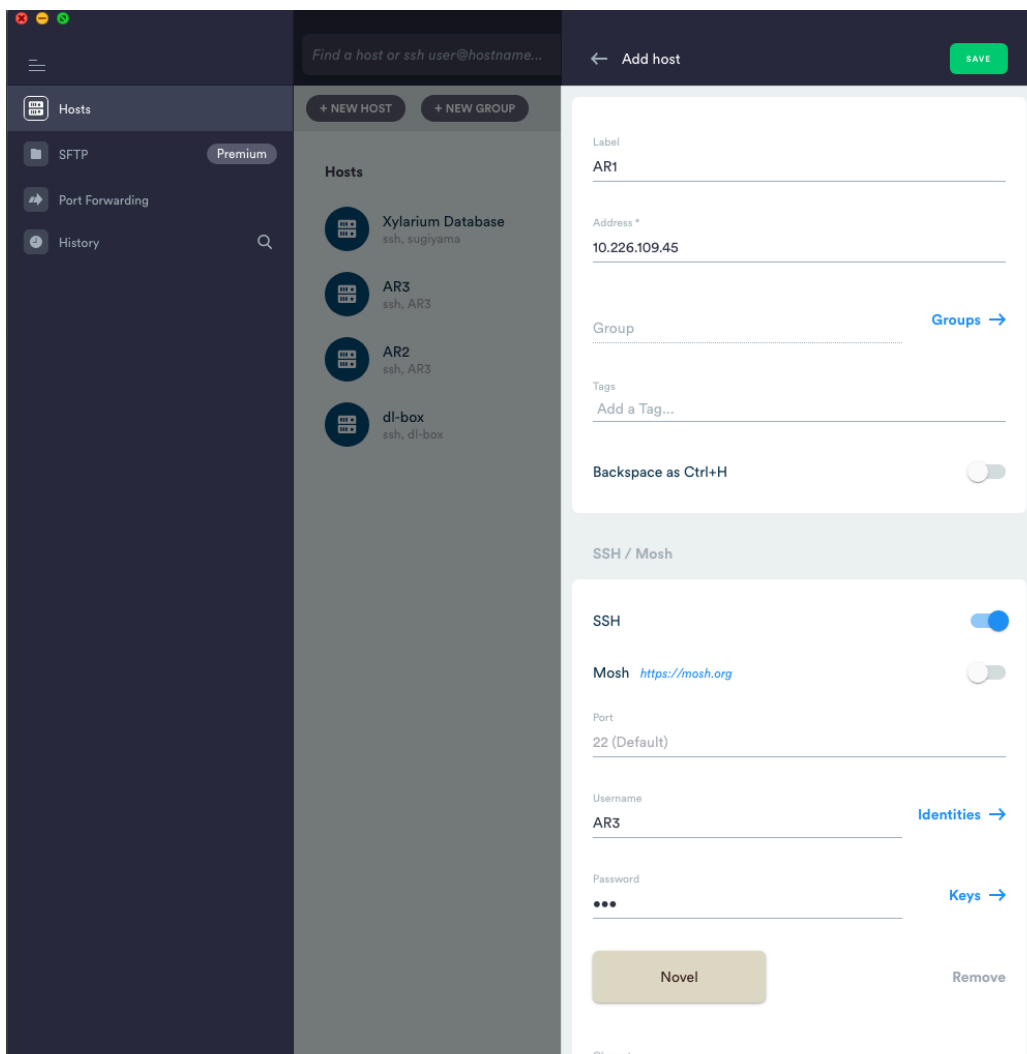 Find a host or ssh user@hostname...
Add host
SAVE
Hosts
SFTP
Premium
Port Forwarding
History
+ NEW HOST
+ NEW GROUP
Hosts
Xylarium Database
ssh, sugiyama
AR3
ssh, AR3
AR2
ssh, AR3
dl-box
ssh, dl-box
Label
AR1
Address *
10.226.109.45
Group
Groups
Tags
Add a Tag...
Backspace as Ctrl+H
SSH / Mosh
SSH
Mosh https://mosh.org
Port
22 (Default)
Username
AR3
Identities
Password
•••
Keys
Novel
Remove